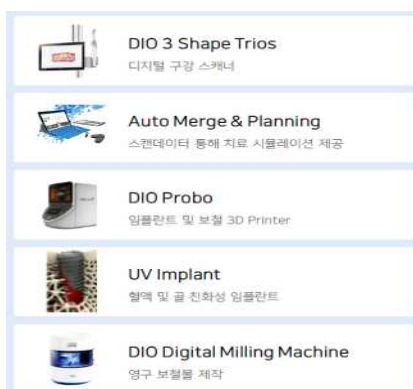 DIO 3 Shape Trios
디지털 구강 스캐너
Auto Merge & Planning
스캔데이터 통해 치료 시뮬레이션 제공
DIO Probo
임플란트 및 보철 3D Printer
UV Implant
혈액 및 골 친화성 임플란트
DIO Digital Milling Machine
영구 보철물 제작